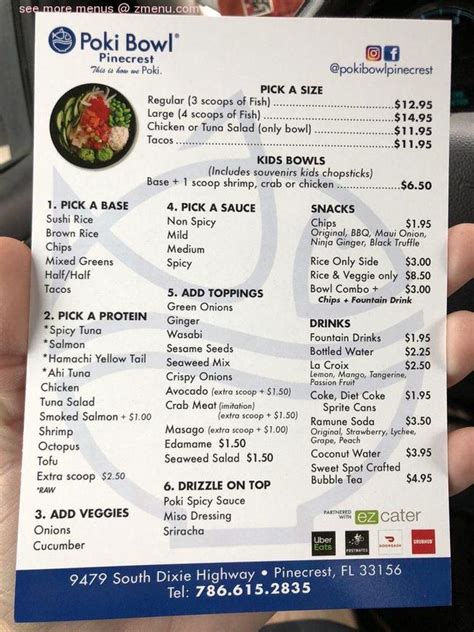 see more menus @ zmenu.com
Poki Bowl®
Pinecrest
This is how we Poki.
@pokibowlpinecrest
PICK A SIZE
Regular (3 scoops of Fish) $12.95
Large (4 scoops of Fish) $14.95
Chicken or Tuna Salad (only bowl) $11.95
Tacos $11.95
KIDS BOWLS
(Includes souvenirs kids chopsticks)
Base + 1 scoop shrimp, crab or chicken $6.50
1. PICK A BASE
Sushi Rice
Brown Rice
Chips
Mixed Greens
Half/Half
Tacos
2. PICK A PROTEIN
*Spicy Tuna
*Salmon
*Hamachi Yellow Tail
*Ahi Tuna
Chicken
Tuna Salad
Smoked Salmon + $1.00
Shrimp
Octopus
Tofu
Extra scoop $2.50
*RAW
3. ADD VEGGIES
Onions
Cucumber
4. PICK A SAUCE
Non Spicy
Mild
Medium
Spicy
5. ADD TOPPINGS
Green Onions
Ginger
Wasabi
Sesame Seeds
Seaweed Mix
Crispy Onions
Avocado (extra scoop + $1.50)
Crab Meat (imitation)
(extra scoop + $1.50)
Masago (extra scoop + $1.00)
Edamame $1.50
Seaweed Salad $1.50
6. DRIZZLE ON TOP
Poki Spicy Sauce
Miso Dressing
Sriracha
SNACKS
Chips $1.95
Original, BBQ, Maui Onion,
Ninja Ginger, Black Truffle
Rice Only Side $3.00
Rice & Veggie only $8.50
Bowl Combo + $3.00
Chips + Fountain Drink
DRINKS
Fountain Drinks $1.95
Bottled Water $2.25
La Croix $2.50
Lemon, Mango, Tangerine,
Passion Fruit
Coke, Diet Coke $1.95
Sprite Cans
Ramune Soda $3.50
Original, Strawberry, Lychee,
Grape, Peach
Coconut Water $3.95
Sweet Spot Crafted
Bubble Tea $4.95
PARTNERED
WITH ez cater
Uber
Eats
POSTMATES
DOORDASH
GRUBHUB
9479 South Dixie Highway • Pinecrest, FL 33156
Tel: 786.615.2835